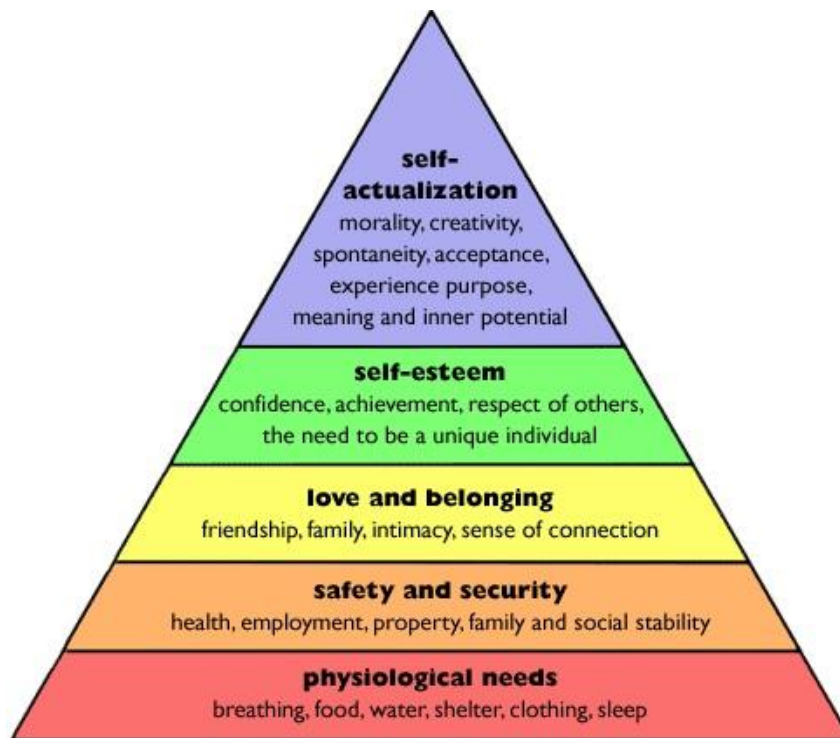 self-
actualization
morality, creativity,
spontaneity, acceptance,
experience purpose,
meaning and inner potential
self-esteem
confidence, achievement, respect of others,
the need to be a unique individual
love and belonging
friendship, family, intimacy, sense of connection
safety and security
health, employment, property, family and social stability
physiological needs
breathing, food, water, shelter, clothing, sleep